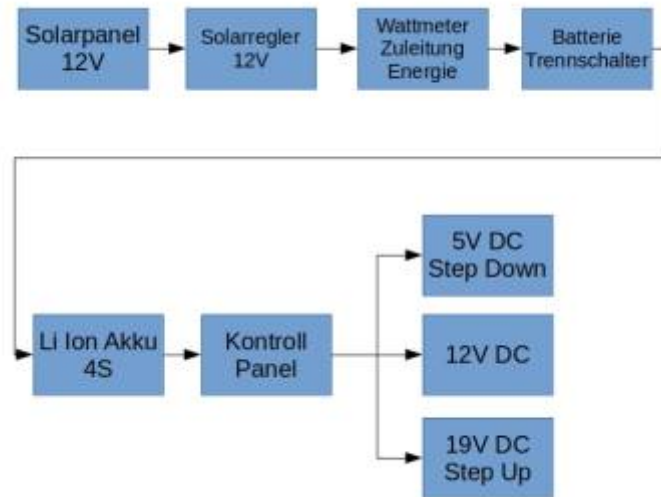 Solarpanel
12V
Solarregler
12V
Wattmeter
Zuleitung
Energie
Batterie
Trennschalter
Li Ion Akku
4S
Kontroll
Panel
5V DC
Step Down
12V DC
19V DC
Step Up